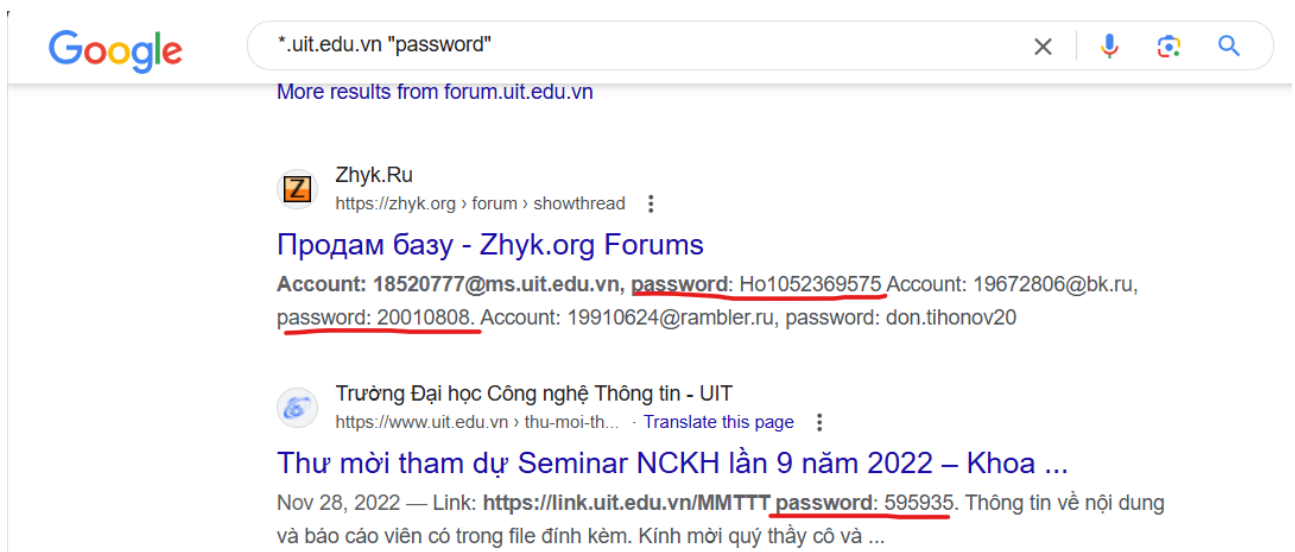 Google
*.uit.edu.vn "password"
More results from forum.uit.edu.vn
Z
Zhyk.Ru
https://zhyk.org › forum › showthread
Продам базу - Zhyk.org Forums
Account: 18520777@ms.uit.edu.vn, password: Ho1052369575 Account: 19672806@bk.ru,
password: 20010808. Account: 19910624@rambler.ru, password: don.tihonov20
Trường Đại học Công nghệ Thông tin - UIT
https://www.uit.edu.vn › thu-moi-th... · Translate this page
Thư mời tham dự Seminar NCKH lần 9 năm 2022 – Khoa ...
Nov 28, 2022 — Link: https://link.uit.edu.vn/MMTTT password: 595935. Thông tin về nội dung
và báo cáo viên có trong file đính kèm. Kính mời quý thầy cô và ...